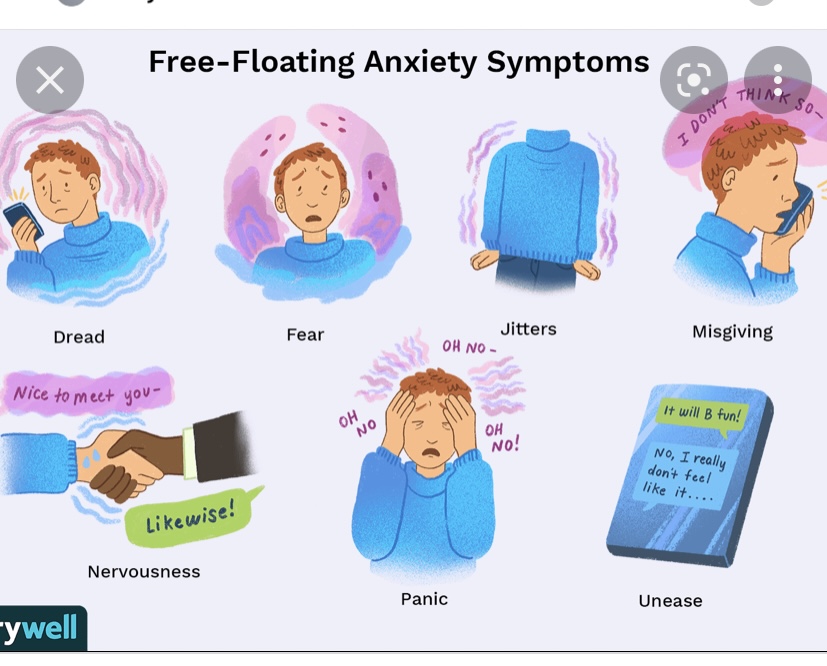 Free-Floating Anxiety Symptoms
I DON'T THINK SO-
Dread
Fear
Jitters
Misgiving
Nice to meet you-
Likewise!
Nervousness
OH NO-
OH
NO
OH
NO!
Panic
It will B fun!
No, I really
don't feel
like it....
Unease
rywell